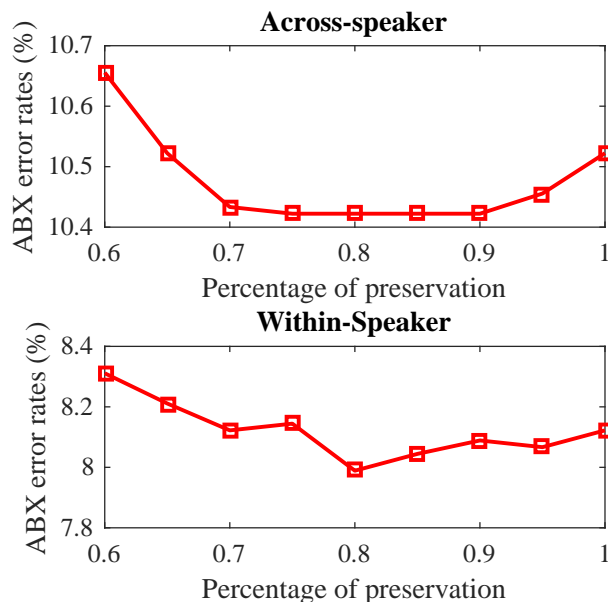 Across-speaker
ABX error rates (%)
10.7
10.6
10.5
10.4
0.6 0.7 0.8 0.9 1
Percentage of preservation
Within-Speaker
ABX error rates (%)
8.4
8.2
8
7.8
0.6 0.7 0.8 0.9 1
Percentage of preservation